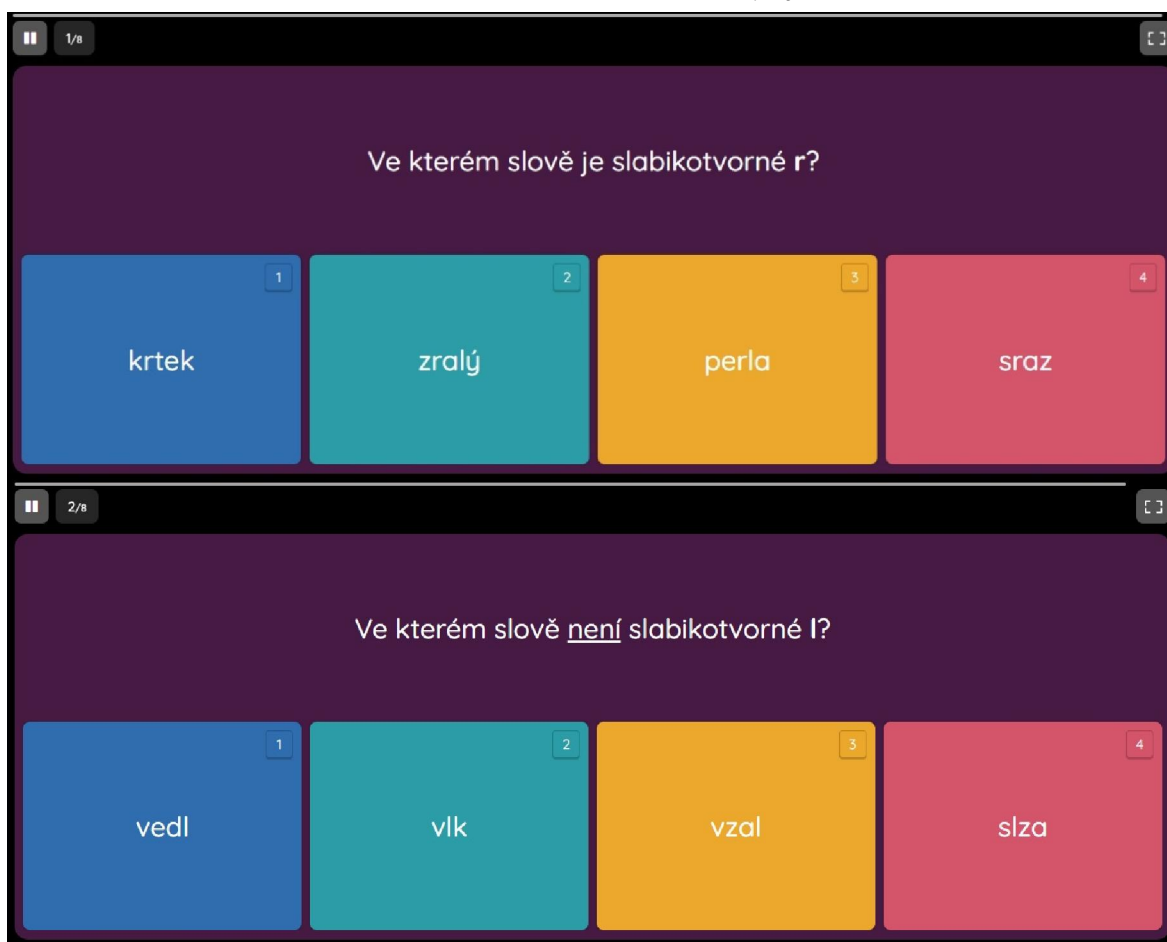 1/8
Ve kterém slově je slabikotvorné r?
1
krtek
2
zralý
3
perla
4
sraz
2/8
Ve kterém slově není slabikotvorné l?
1
vedl
2
vlk
3
vzal
4
slza